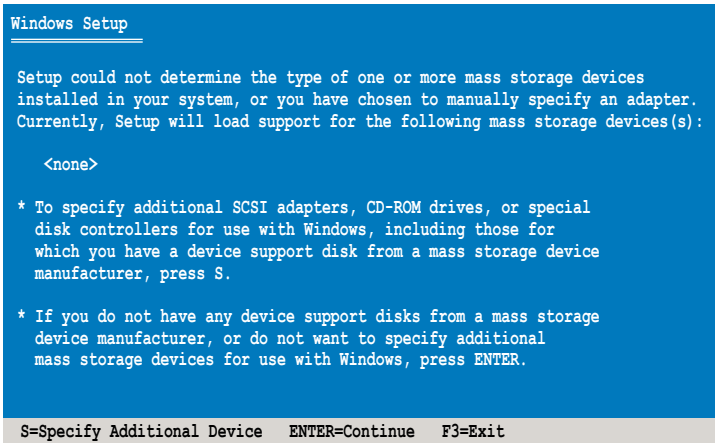 Windows Setup
Setup could not determine the type of one or more mass storage devices
installed in your system, or you have chosen to manually specify an adapter.
Currently, Setup will load support for the following mass storage devices(s):
<none>
* To specify additional SCSI adapters, CD-ROM drives, or special
disk controllers for use with Windows, including those for
which you have a device support disk from a mass storage device
manufacturer, press S.
* If you do not have any device support disks from a mass storage
device manufacturer, or do not want to specify additional
mass storage devices for use with Windows, press ENTER.
S=Specify Additional Device ENTER=Continue F3=Exit